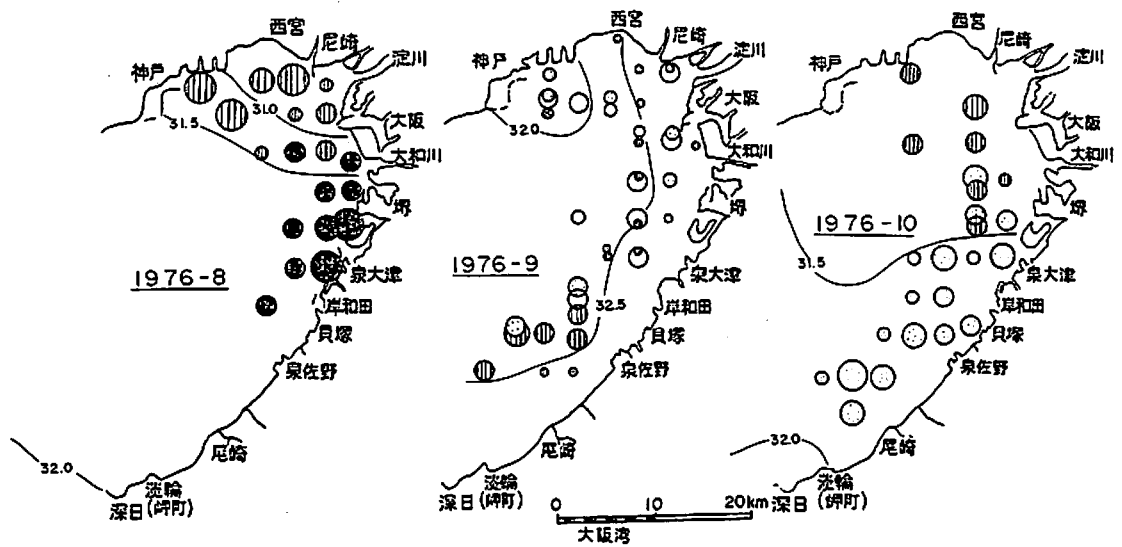 西宮
尼崎
神戸
淀川
31.0
31.5
大阪
大和川
堺
1976-8
泉大津
岸和田
貝塚
泉佐野
尾崎
32.0
淡輪
深日(岬町)
西宮
尼崎
神戸
淀川
32.0
大阪
大和川
堺
1976-9
泉大津
32.5
岸和田
貝塚
泉佐野
尾崎
淡輪
深日(岬町)
西宮
尼崎
神戸
淀川
大阪
大和川
堺
1976-10
31.5
泉大津
岸和田
貝塚
泉佐野
尾崎
32.0
淡輪
深日(岬町)
0 10 20km
大阪湾